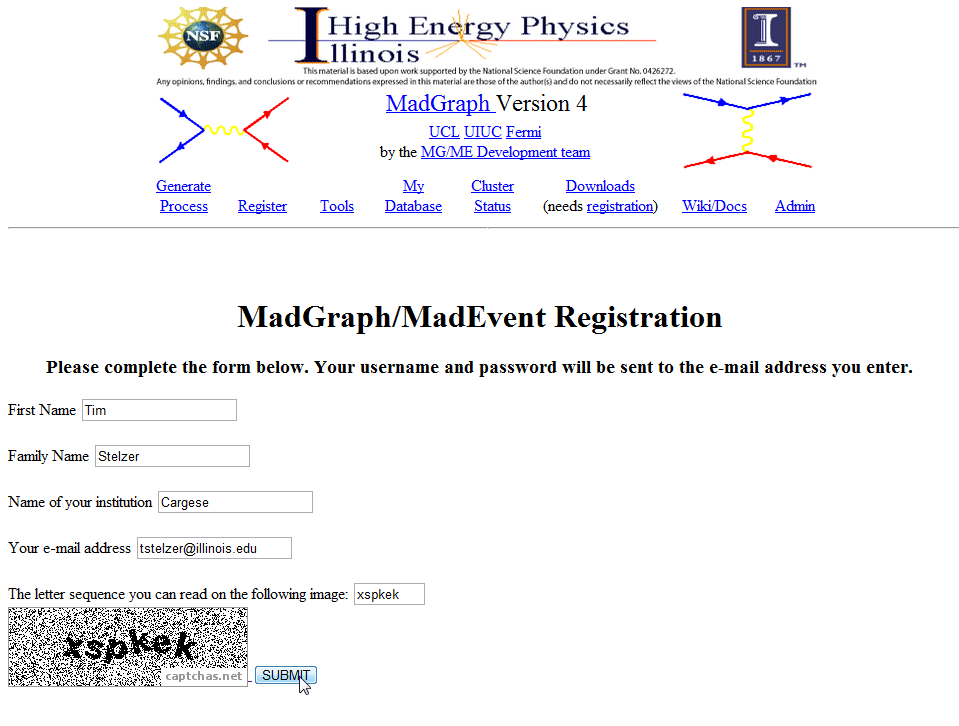 NSF
High Energy Physics
Illinois
I
1867 TM
This material is based upon work supported by the National Science Foundation under Grant No. 0426272.
Any opinions, findings, and conclusions or recommendations expressed in this material are those of the author(s) and do not necessarily reflect the views of the National Science Foundation
MadGraph Version 4
UCL UIUC Fermi
by the MG/ME Development team
Generate Process
Register
Tools
My Database
Cluster Status
Downloads
(needs registration)
Wiki/Docs
Admin
MadGraph/MadEvent Registration
Please complete the form below. Your username and password will be sent to the e-mail address you enter.
First Name Tim
Family Name Stelzer
Name of your institution Cargese
Your e-mail address tstelzer@illinois.edu
The letter sequence you can read on the following image: xspkek
xspkek
captchas.net
SUBMIT